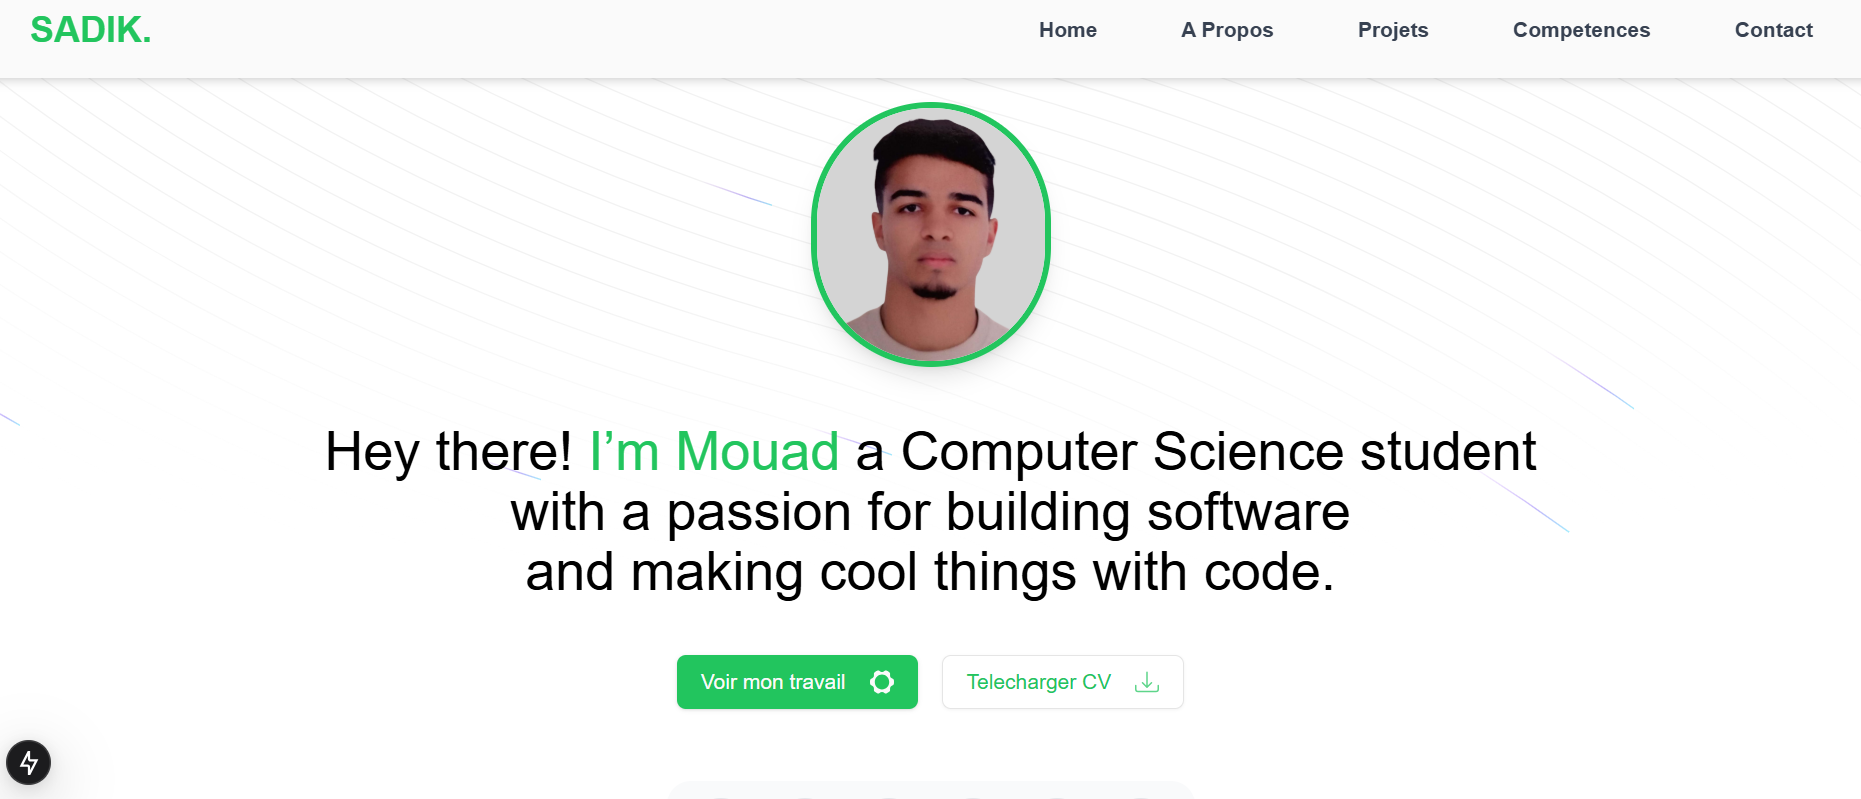 SADIK.
Home
A Propos
Projets
Competences
Contact
Hey there! I’m Mouad a Computer Science student
with a passion for building software
and making cool things with code.
Voir mon travail
Telecharger CV